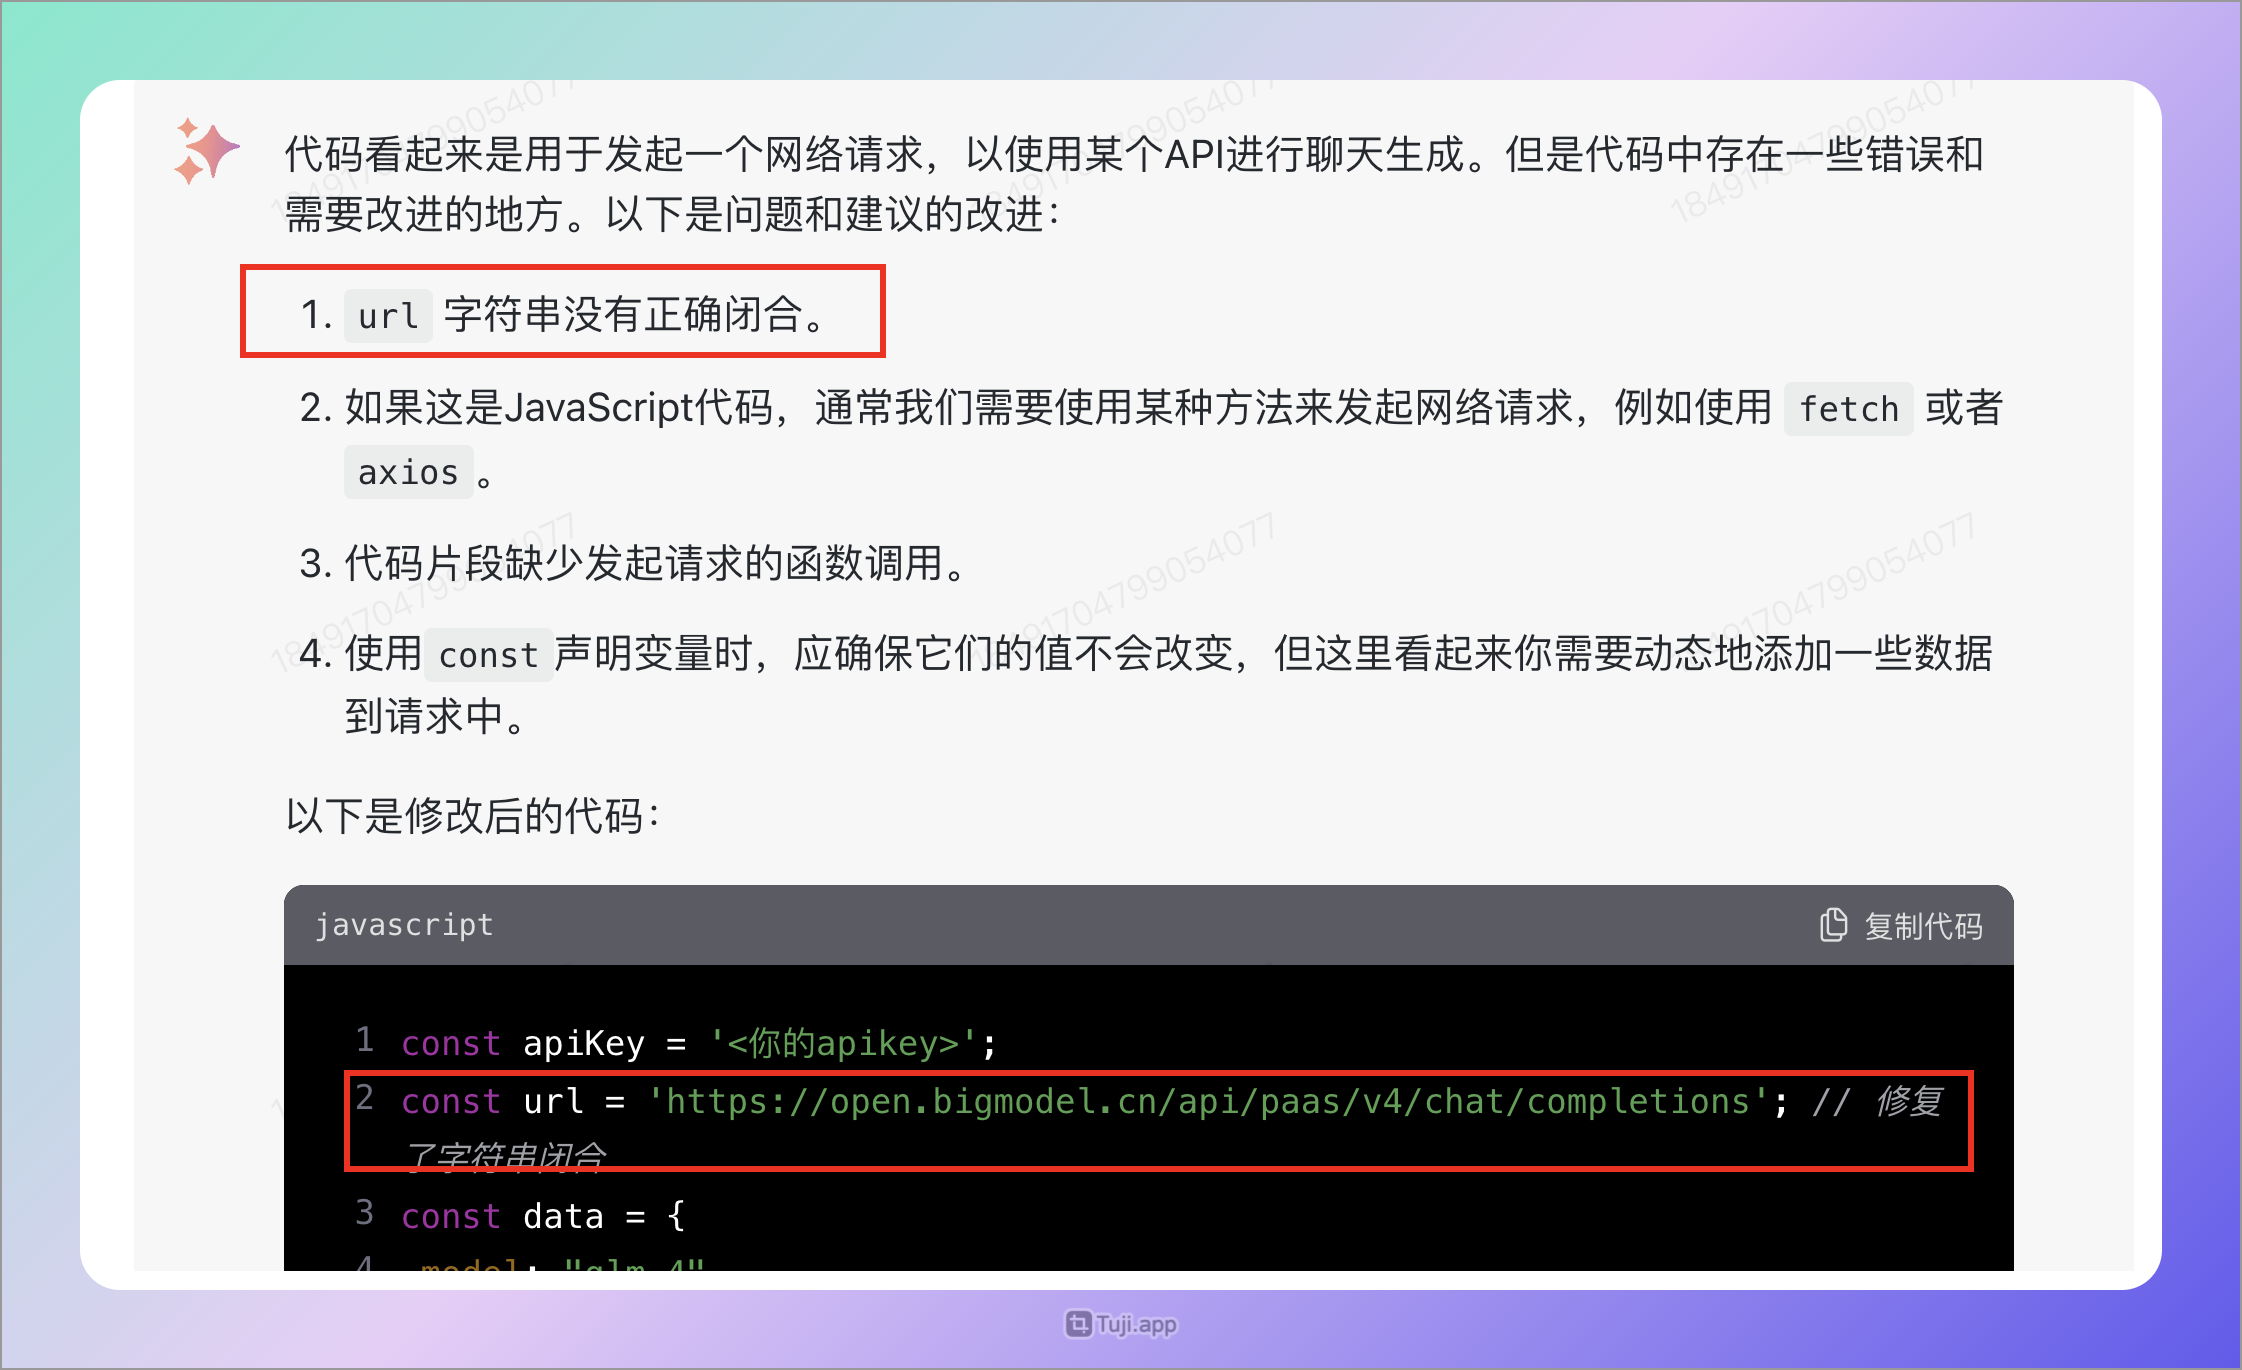 代码看起来是用于发起一个网络请求，以使用某个API进行聊天生成。但是代码中存在一些错误和
需要改进的地方。以下是问题和建议的改进：
1. url 字符串没有正确闭合。
2. 如果这是JavaScript代码，通常我们需要使用某种方法来发起网络请求，例如使用 fetch 或者
axios 。
3. 代码片段缺少发起请求的函数调用。
4. 使用 const 声明变量时，应确保它们的值不会改变，但这里看起来你需要动态地添加一些数据
到请求中。
以下是修改后的代码：
javascript
复制代码
1 const apiKey = '<你的apikey>';
2 const url = 'https://open.bigmodel.cn/api/paas/v4/chat/completions'; // 修复
了字符串闭合
3 const data = {
4 model: "glm-4"
Tuji.app
18491704799054077
18491704799054077
18491704799054077
18491704799054077
18491704799054077
18491704799054077